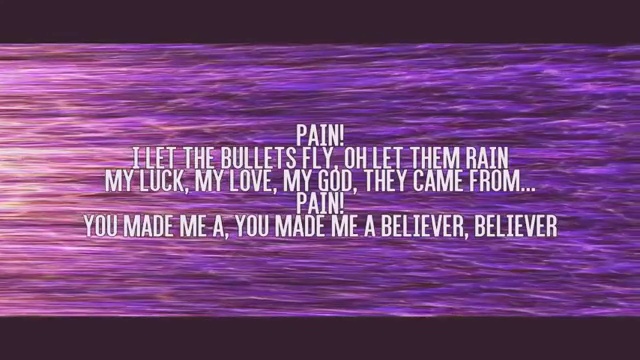 PAIN!
I LET THE BULLETS FLY, OH LET THEM RAIN
MY LUCK, MY LOVE, MY GOD, THEY CAME FROM...
PAIN!
YOU MADE ME A, YOU MADE ME A BELIEVER, BELIEVER